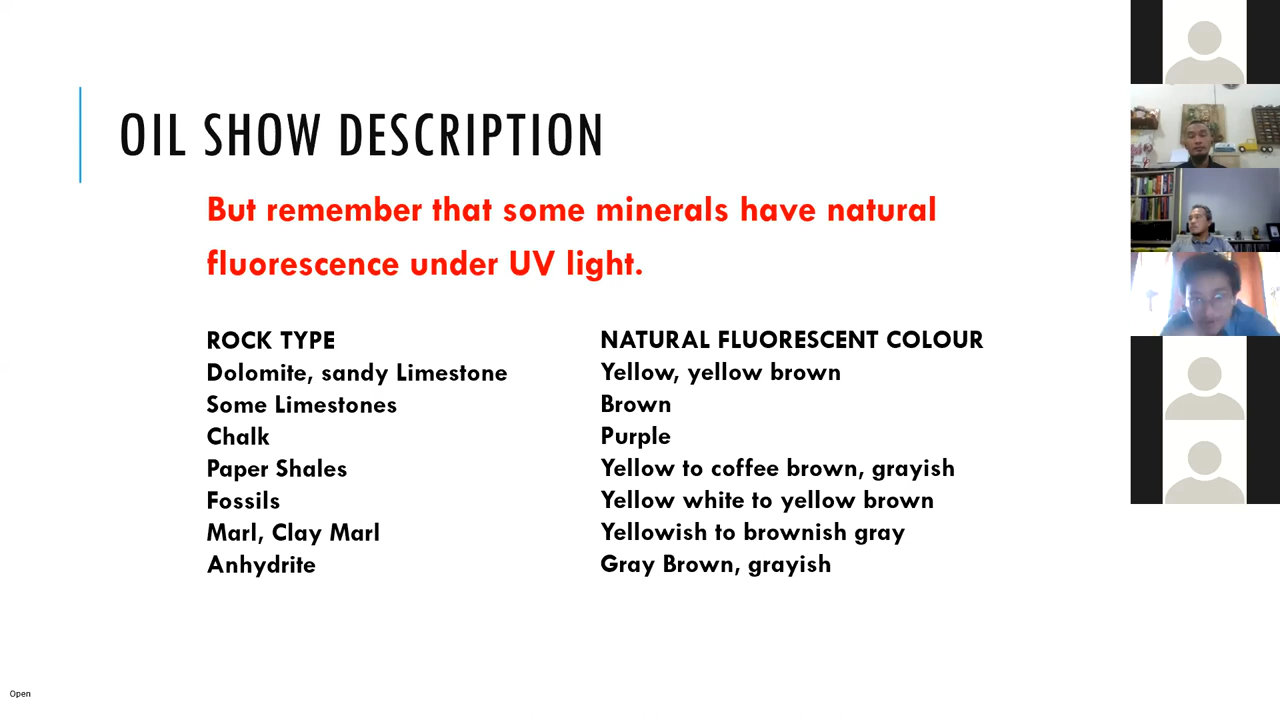 OIL SHOW DESCRIPTION
But remember that some minerals have natural
fluorescence under UV light.
ROCK TYPE NATURAL FLUORESCENT COLOUR
Dolomite, sandy Limestone Yellow, yellow brown
Some Limestones Brown
Chalk Purple
Paper Shales Yellow to coffee brown, grayish
Fossils Yellow white to yellow brown
Marl, Clay Marl Yellowish to brownish gray
Anhydrite Gray Brown, grayish
Open